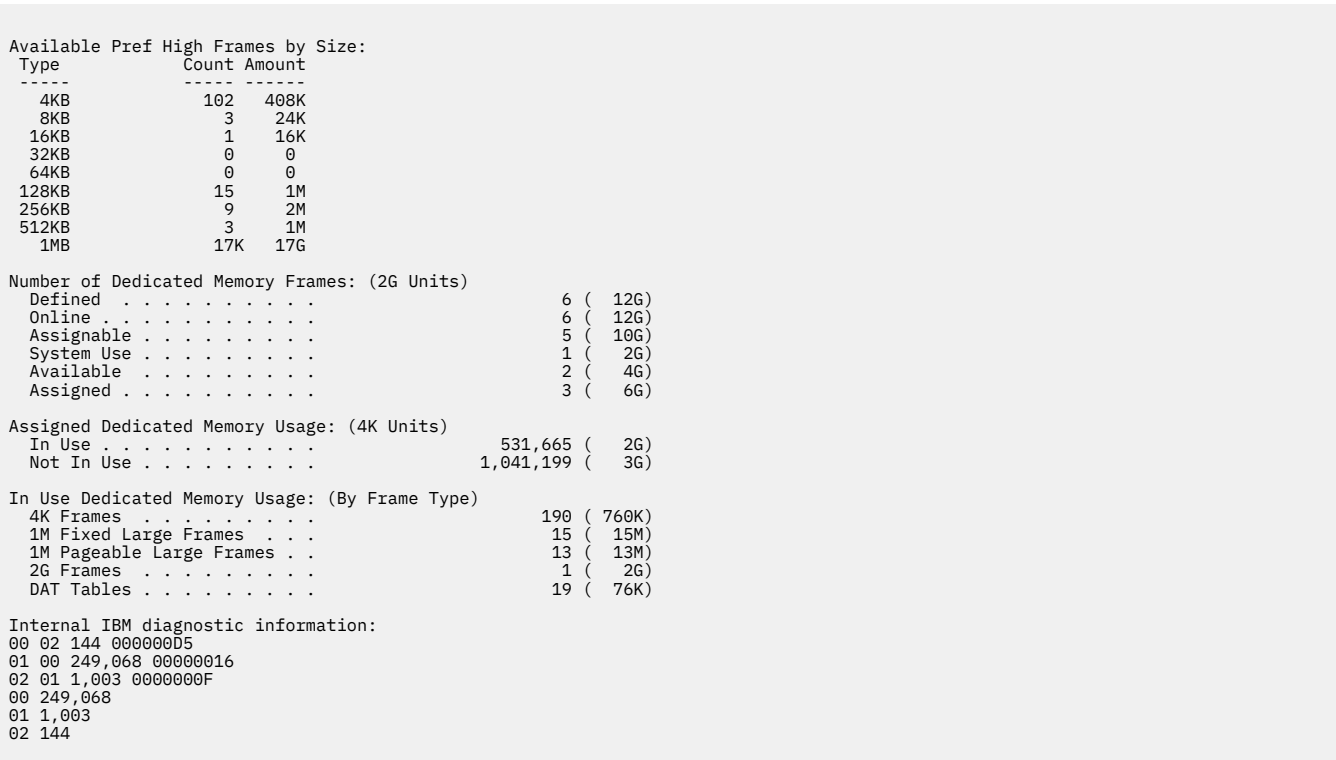 Available Pref High Frames by Size:
 Type            Count Amount
 -----           ----- ------
   4KB             102   408K
   8KB               3    24K
  16KB               1    16K
  32KB               0     0
  64KB               0     0
 128KB              15     1M
 256KB               9     2M
 512KB               3     1M
   1MB              17K   17G
Number of Dedicated Memory Frames: (2G Units)
  Defined  . . . . . . . . . .                        6 (  12G)
  Online . . . . . . . . . . .                        6 (  12G)
  Assignable . . . . . . . . .                        5 (  10G)
  System Use . . . . . . . . .                        1 (   2G)
  Available  . . . . . . . . .                        2 (   4G)
  Assigned . . . . . . . . . .                        3 (   6G)
Assigned Dedicated Memory Usage: (4K Units)
  In Use . . . . . . . . . . .                  531,665 (   2G)
  Not In Use . . . . . . . . .                1,041,199 (   3G)
In Use Dedicated Memory Usage: (By Frame Type)
  4K Frames  . . . . . . . . .                      190 ( 760K)
  1M Fixed Large Frames  . . .                       15 (  15M)
  1M Pageable Large Frames . .                       13 (  13M)
  2G Frames  . . . . . . . . .                        1 (   2G)
  DAT Tables . . . . . . . . .                       19 (  76K)
Internal IBM diagnostic information:
00 02 144 000000D5
01 00 249,068 00000016
02 01 1,003 0000000F
00 249,068
01 1,003
02 144